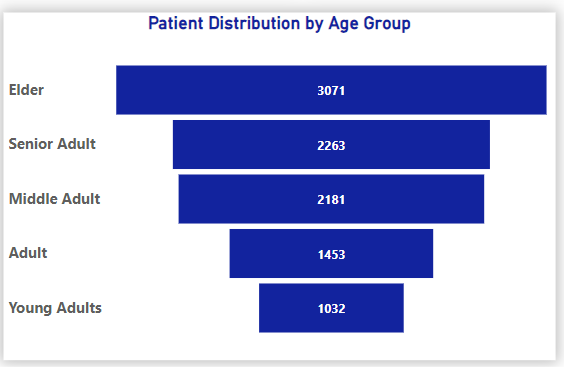 Patient Distribution by Age Group
Elder 3071
Senior Adult 2263
Middle Adult 2181
Adult 1453
Young Adults 1032